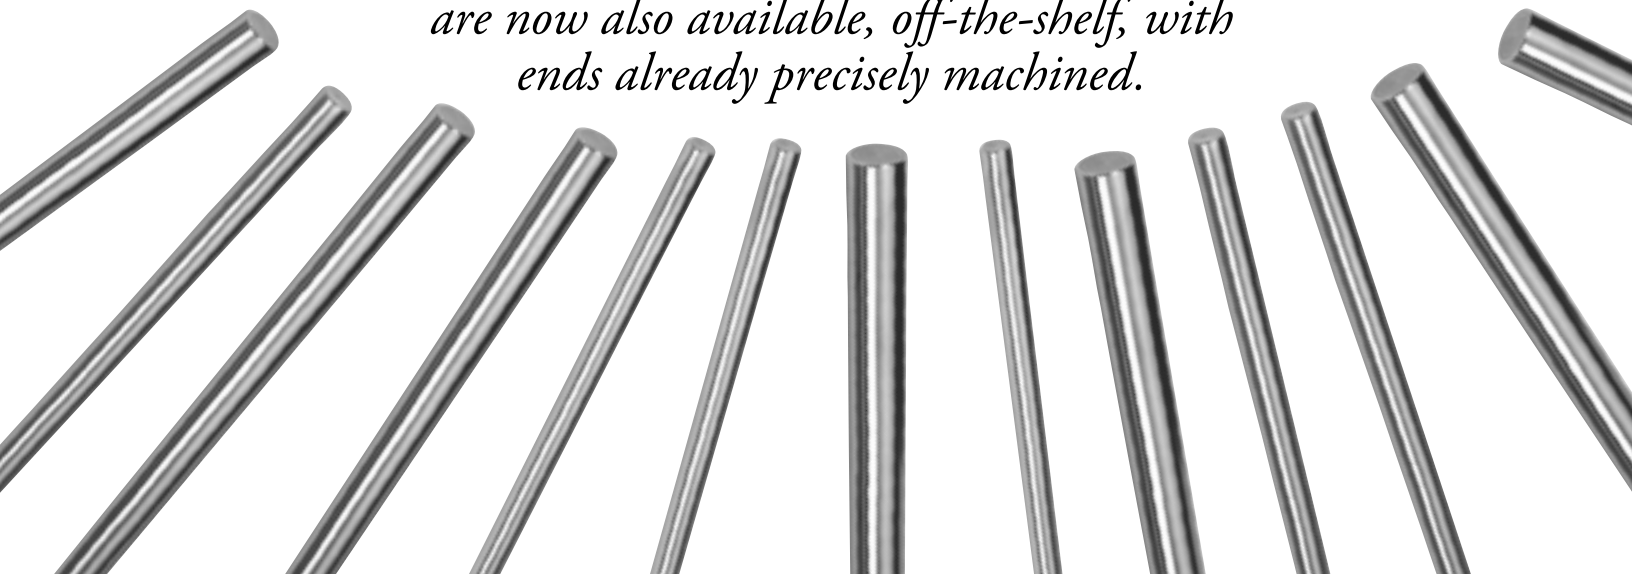 are now also available, off-the-shelf, with
ends already precisely machined.